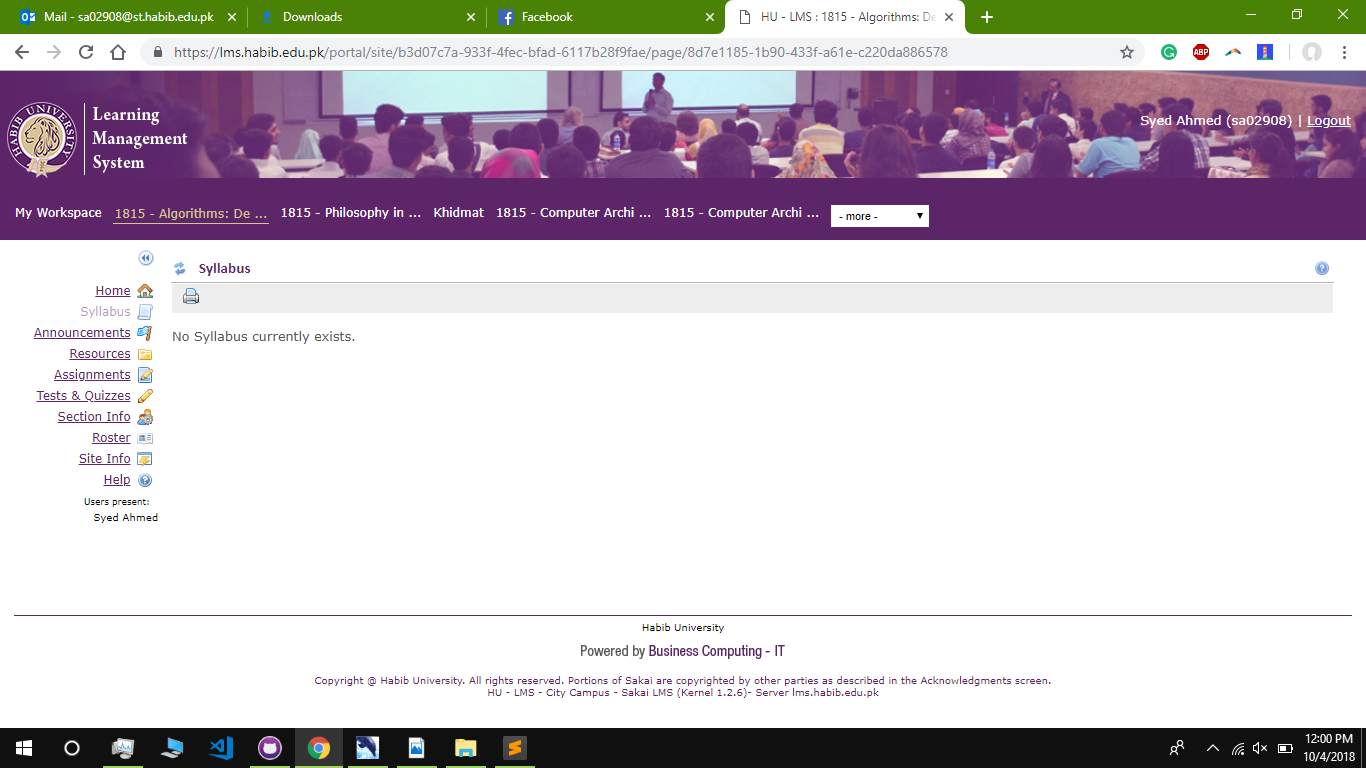 Mail - sa02908@st.habib.edu.pk
Downloads
Facebook
HU - LMS : 1815 - Algorithms: De
https://lms.habib.edu.pk/portal/site/b3d07c7a-933f-4fec-bfad-6117b28f9fae/page/8d7e1185-1b90-433f-a61e-c220da886578
ABP
HABIB UNIVERSITY
Learning
Management
System
Syed Ahmed (sa02908) | Logout
My Workspace
1815 - Algorithms: De ...
1815 - Philosophy in ...
Khidmat
1815 - Computer Archi ...
1815 - Computer Archi ...
- more -
Home
Syllabus
Announcements
Resources
Assignments
Tests & Quizzes
Section Info
Roster
Site Info
Help
Users present:
Syed Ahmed
Syllabus
No Syllabus currently exists.
Habib University
Powered by Business Computing - IT
Copyright @ Habib University. All rights reserved. Portions of Sakai are copyrighted by other parties as described in the Acknowledgments screen.
HU - LMS - City Campus - Sakai LMS (Kernel 1.2.6)- Server lms.habib.edu.pk
12:00 PM
10/4/2018